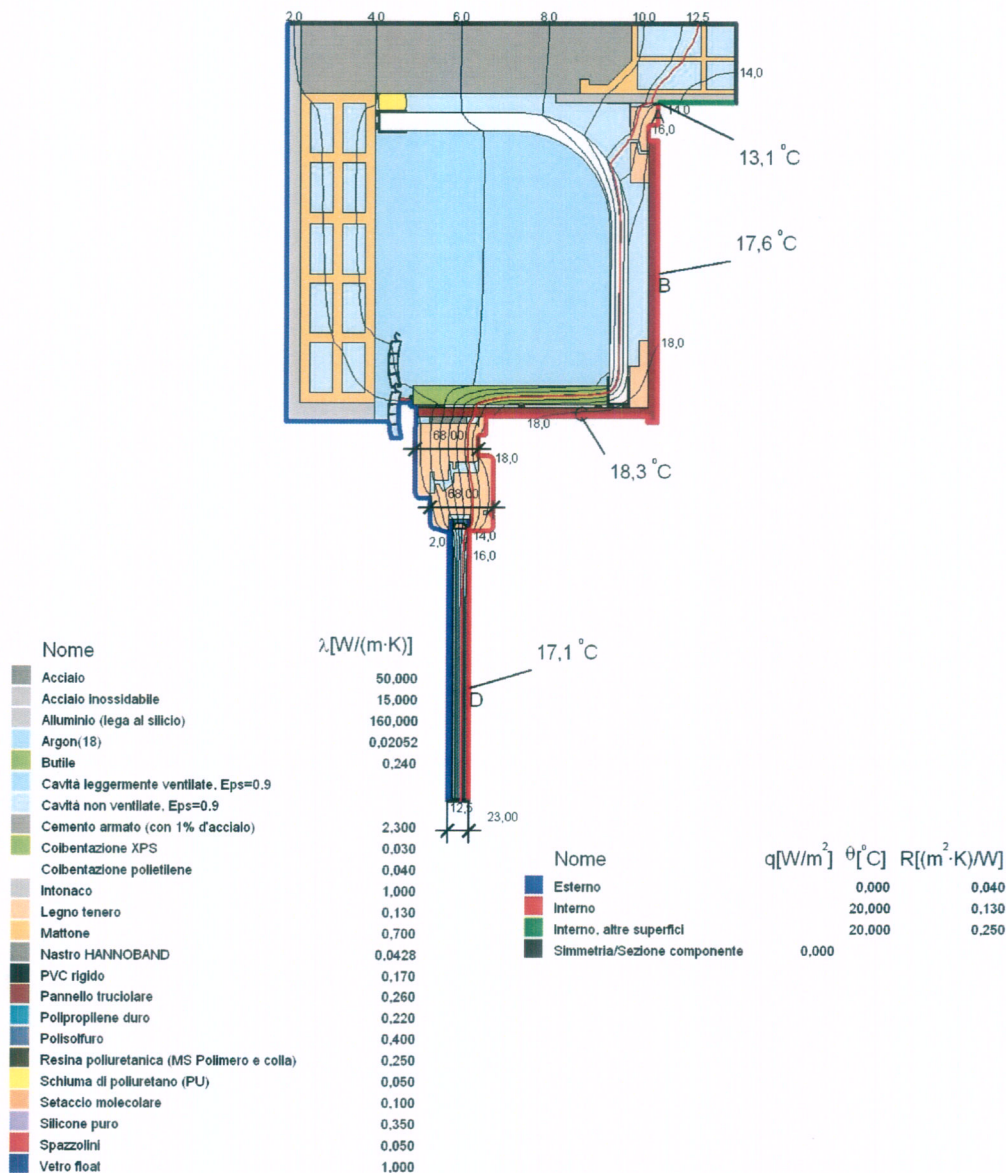 2,0 4,0 6,0 8,0 10,0 12,5
14,0
14,0
A
16,0
13,1 °C
17,6 °C
B
18,0
68,00
18,0
C
18,0
18,3 °C
68,00
2,0
14,0
16,0
17,1 °C
D
12,5
23,00
Nome λ[W/(m·K)]
Acciaio 50,000
Acciaio inossidabile 15,000
Alluminio (lega al silicio) 160,000
Argon(18) 0,02052
Butile 0,240
Cavità leggermente ventilate. Eps=0.9
Cavità non ventilate. Eps=0.9
Cemento armato (con 1% d'acciaio) 2,300
Coibentazione XPS 0,030
Coibentazione polietilene 0,040
Intonaco 1,000
Legno tenero 0,130
Mattone 0,700
Nastro HANNOBAND 0,0428
PVC rigido 0,170
Pannello truciolare 0,260
Polipropilene duro 0,220
Polisolfuro 0,400
Resina poliuretanica (MS Polimero e colla) 0,250
Schiuma di poliuretano (PU) 0,050
Setaccio molecolare 0,100
Silicone puro 0,350
Spazzolini 0,050
Vetro float 1,000
Nome q[W/m²] θ[°C] R[(m²·K)/W]
Esterno 0,000 0,040
Interno 20,000 0,130
Interno, altre superfici 20,000 0,250
Simmetria/Sezione componente 0,000